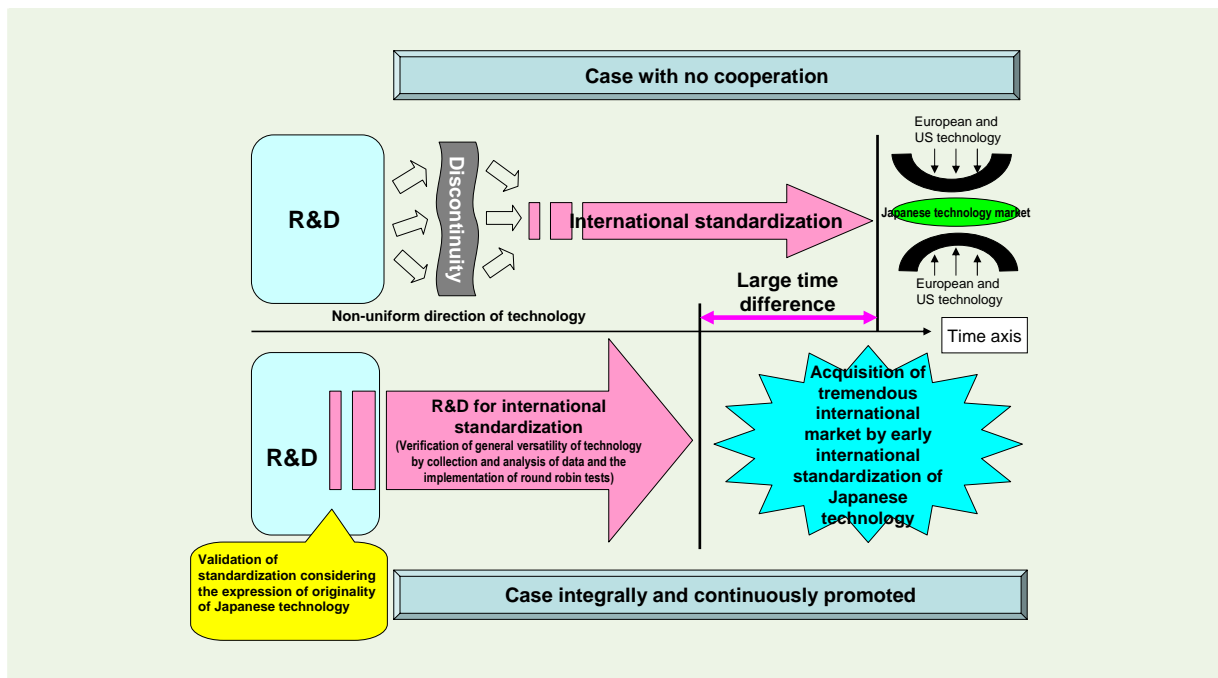 Case with no cooperation
European and
US technology
R&D
Discontinuity
International standardization
Japanese technology market
European and
US technology
Large time
difference
Non-uniform direction of technology
Time axis
R&D
R&D for international
standardization
(Verification of general versatility of technology
by collection and analysis of data and the
implementation of round robin tests)
Acquisition of
tremendous
international
market by early
international
standardization of
Japanese
technology
Validation of
standardization considering
the expression of originality
of Japanese technology
Case integrally and continuously promoted